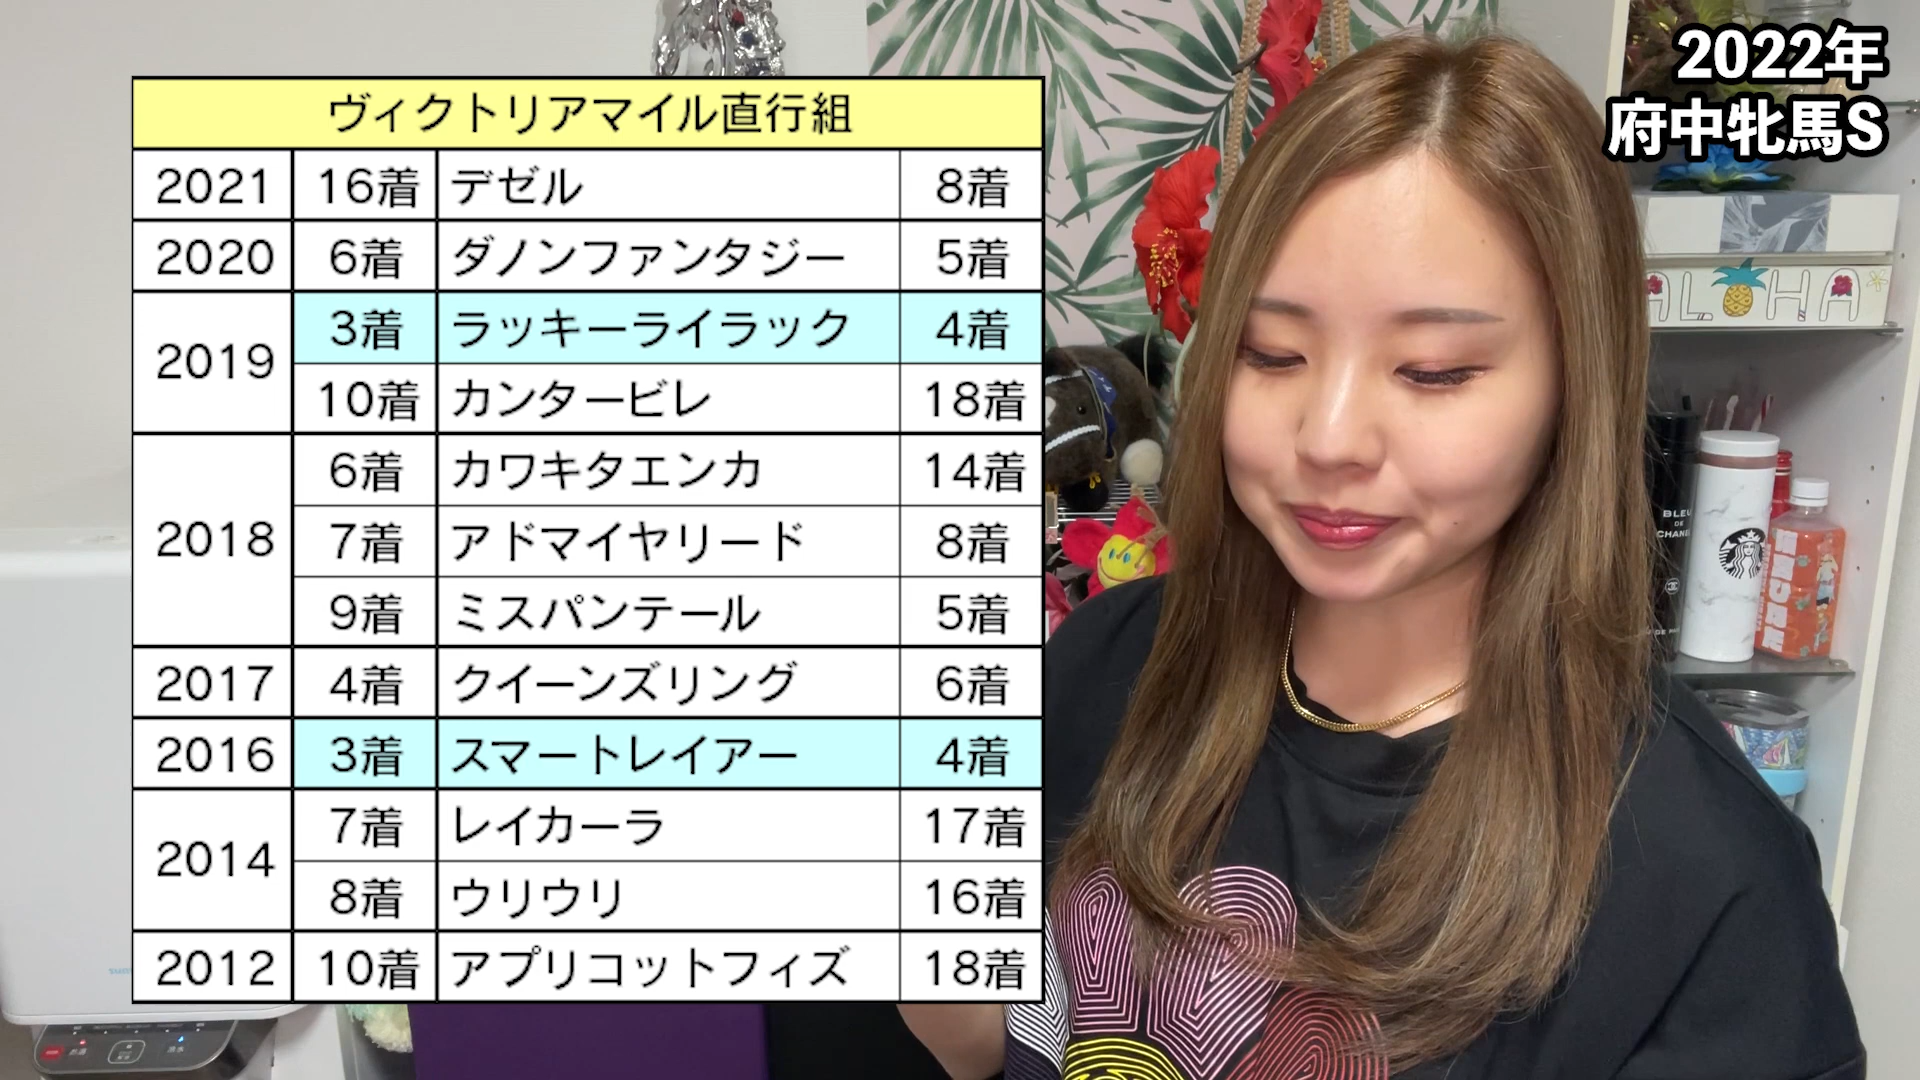 2022年
府中牝馬S
ヴィクトリアマイル直行組
2021 16着 デゼル 8着
2020 6着 ダノンファンタジー 5着
2019 3着 ラッキーライラック 4着
10着 カンタービレ 18着
2018 6着 カワキタエンカ 14着
7着 アドマイヤリード 8着
9着 ミスパンテール 5着
2017 4着 クイーンズリング 6着
2016 3着 スマートレイアー 4着
2014 7着 レイカーラ 17着
8着 ウリウリ 16着
2012 10着 アプリコットフィズ 18着
ALOHA
BLEU
DE
CHANEL